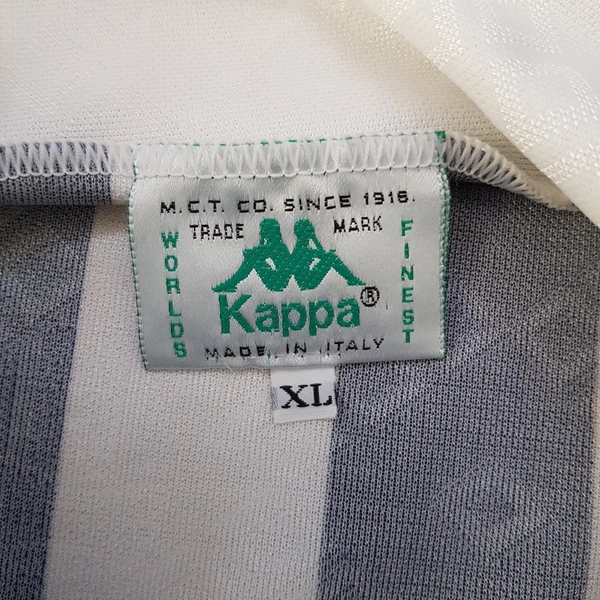 M.C.T. CO. SINCE 1916.
TRADE MARK
WORLDS
FINEST
Kappa®
MADE IN ITALY
XL